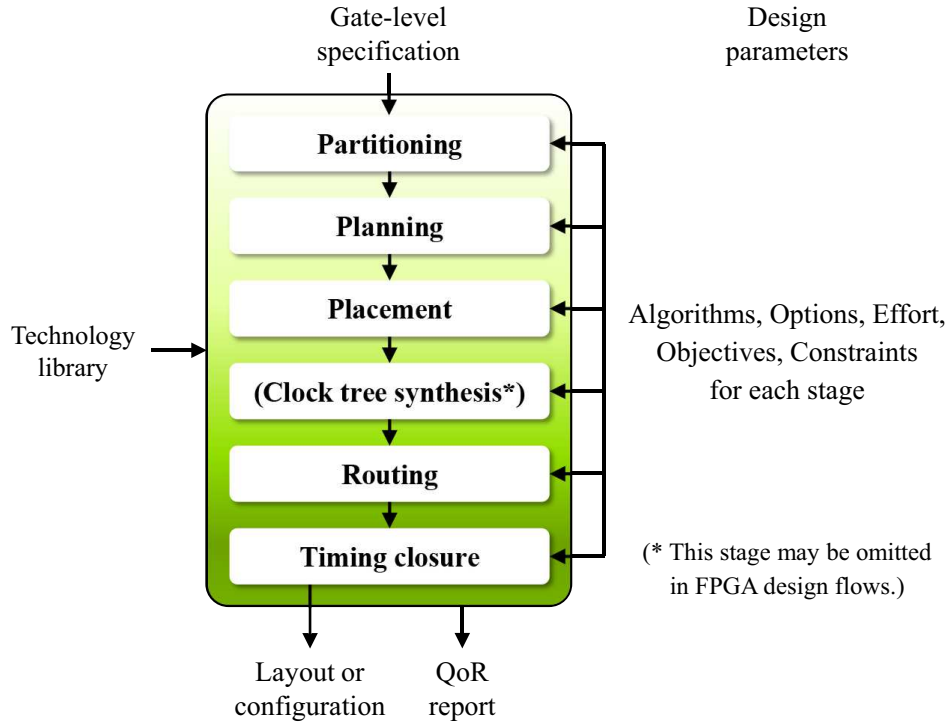 Gate-level
specification
Design
parameters
Partitioning
Planning
Placement
Technology
library
Algorithms, Options, Effort,
Objectives, Constraints
for each stage
(Clock tree synthesis*)
Routing
Timing closure
(* This stage may be omitted
in FPGA design flows.)
Layout or
configuration
QoR
report